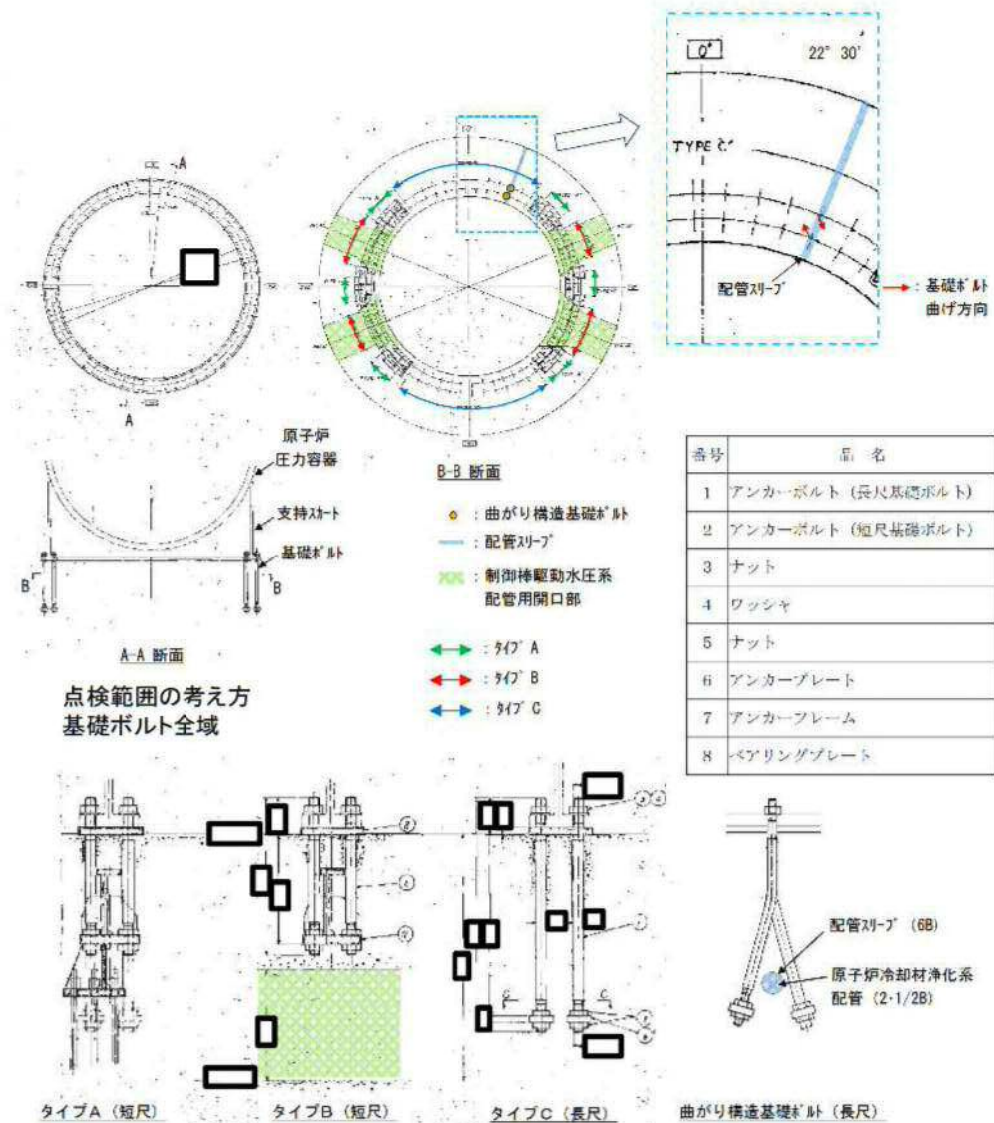 0°
22° 30′
TYPE C
配管スリーブ
: 基礎ボルト
曲げ方向
A
A
原子炉
圧力容器
支持スカート
基礎ボルト
B
B
A-A 断面
B-B 断面
: 曲がり構造基礎ボルト
: 配管スリーブ
: 制御棒駆動水圧系
配管用開口部
: タイプ A
: タイプ B
: タイプ C
点検範囲の考え方
基礎ボルト全域
番号 品 名
1 アンカーボルト (長尺基礎ボルト)
2 アンカーボルト (短尺基礎ボルト)
3 ナット
4 ワッシャ
5 ナット
6 アンカープレート
7 アンカーフレーム
8 ベアリングプレート
配管スリーブ (6B)
原子炉冷却材浄化系
配管 (2・1/2B)
タイプA (短尺)
タイプB (短尺)
タイプC (長尺)
曲がり構造基礎ボルト (長尺)